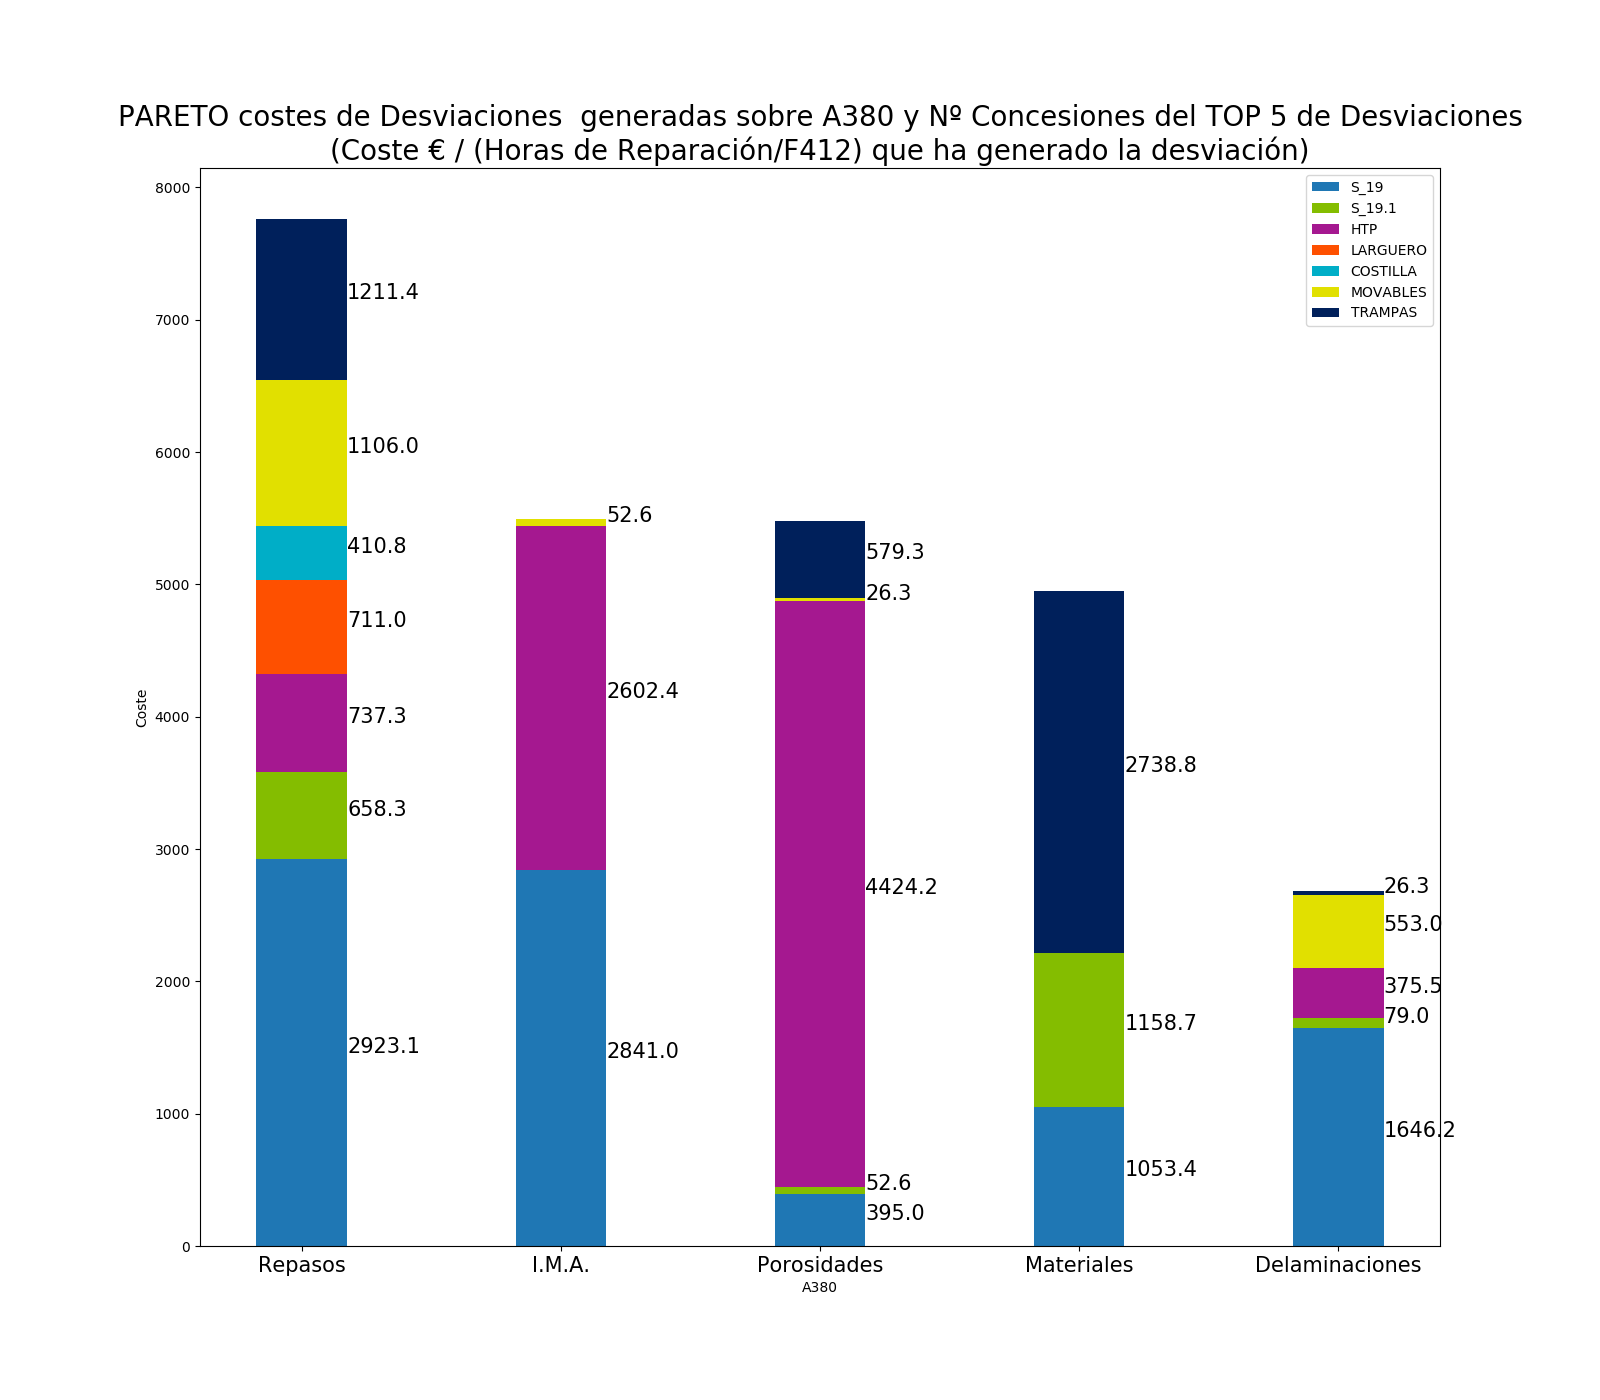 PARETO costes de Desviaciones  generadas sobre A380 y Nº Concesiones del TOP 5 de Desviaciones
(Coste € / (Horas de Reparación/F412) que ha generado la desviación)
8000
7000
6000
5000
4000
3000
2000
1000
0
Coste
1211.4
1106.0
410.8
711.0
737.3
658.3
2923.1
52.6
2602.4
2841.0
579.3
26.3
4424.2
52.6
395.0
2738.8
1158.7
1053.4
26.3
553.0
375.5
79.0
1646.2
S_19
S_19.1
HTP
LARGUERO
COSTILLA
MOVABLES
TRAMPAS
Repasos
I.M.A.
Porosidades
Materiales
Delaminaciones
A380